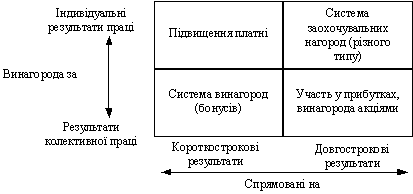 Індивідуальні
результати праці
Винагорода за
Результати
колективної праці
Підвищення платні
Система
заохочувальних
нагород (різного
типу)
Система винагород
(бонусів)
Участь у прибутках,
винагорода акціями
Короткострокові
результати
Довгострокові
результати
Спрямовані на